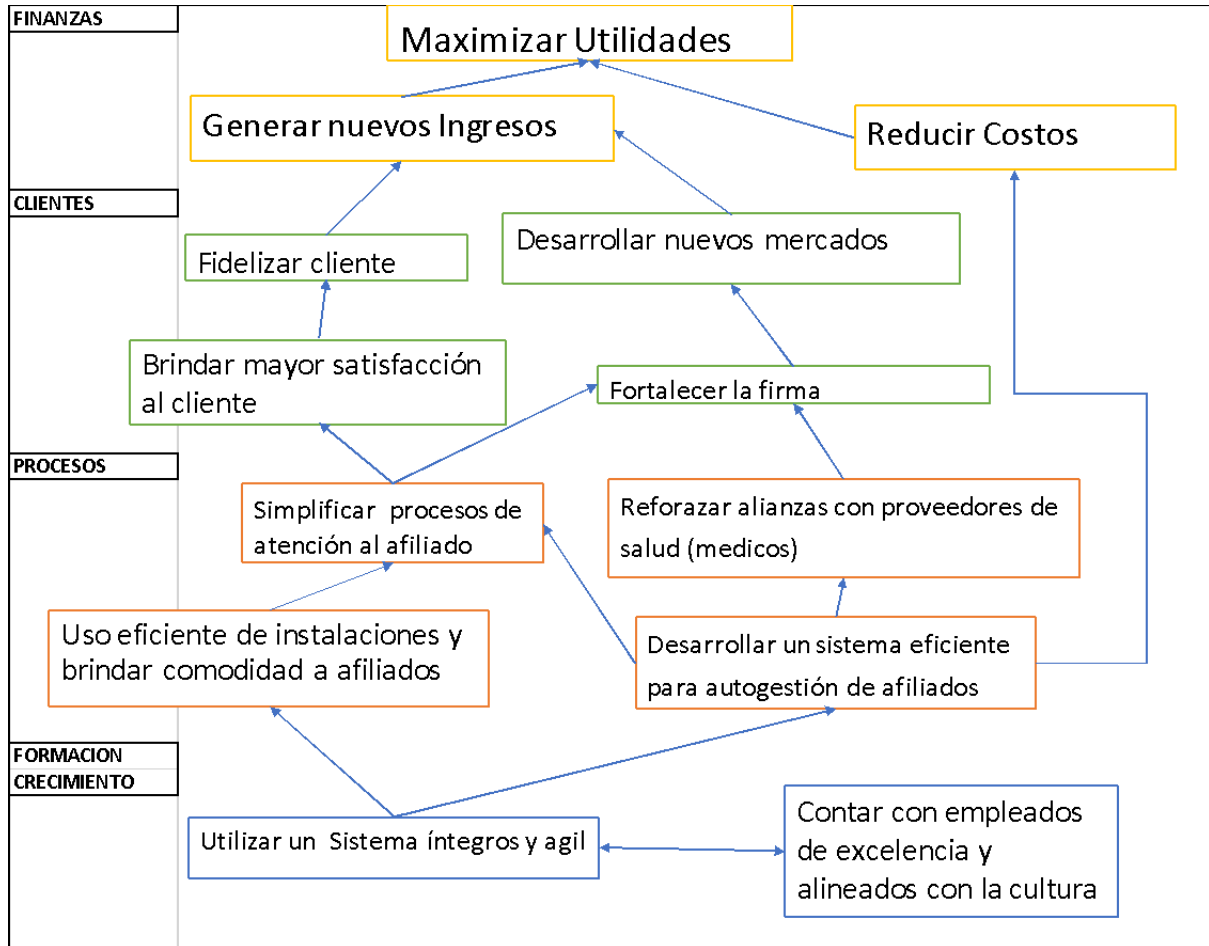 FINANZAS
Maximizar Utilidades
Generar nuevos Ingresos
Reducir Costos
CLIENTES
Desarrollar nuevos mercados
Fidelizar cliente
Brindar mayor satisfacción
al cliente
Fortalecer la firma
PROCESOS
Simplificar procesos de
atención al afiliado
Reforazar alianzas con proveedores de
salud (medicos)
Uso eficiente de instalaciones y
brindar comodidad a afiliados
Desarrollar un sistema eficiente
para autogestión de afiliados
FORMACION
CRECIMIENTO
Utilizar un Sistema íntegros y agil
Contar con empleados
de excelencia y
alineados con la cultura